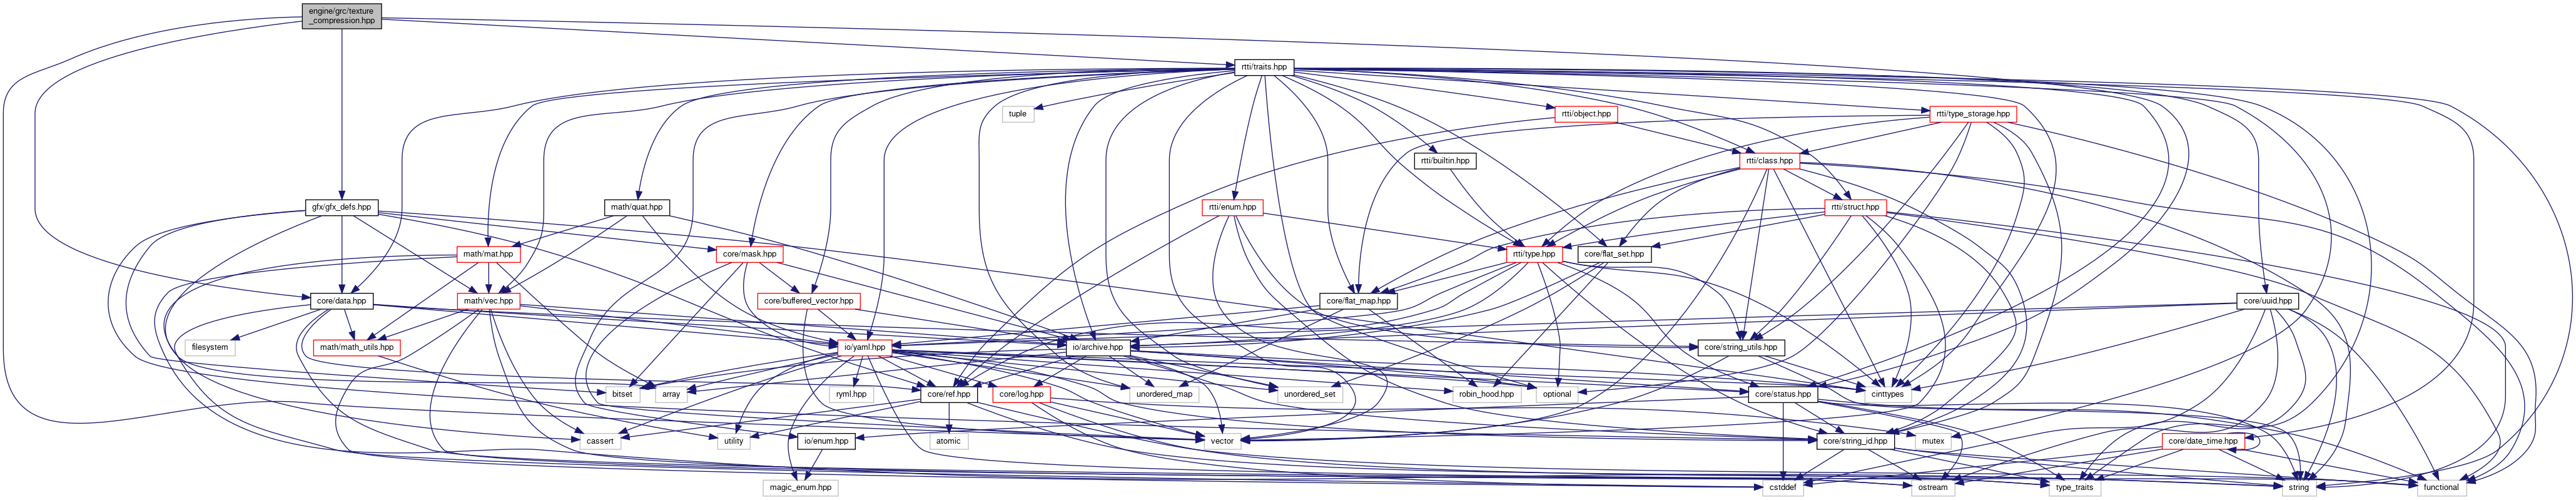 engine/grc/texture
_compression.hpp
rtti/traits.hpp
tuple
rtti/object.hpp
rtti/type_storage.hpp
rtti/builtin.hpp
rtti/class.hpp
gfx/gfx_defs.hpp
math/quat.hpp
rtti/enum.hpp
rtti/struct.hpp
math/mat.hpp
core/mask.hpp
rtti/type.hpp
core/flat_set.hpp
core/data.hpp
math/vec.hpp
core/buffered_vector.hpp
core/flat_map.hpp
core/uuid.hpp
filesystem
math/math_utils.hpp
io/yaml.hpp
io/archive.hpp
core/string_utils.hpp
bitset
array
ryml.hpp
core/ref.hpp
core/log.hpp
unordered_map
unordered_set
robin_hood.hpp
optional
core/status.hpp
cinttypes
cassert
utility
io/enum.hpp
atomic
vector
core/string_id.hpp
mutex
core/date_time.hpp
magic_enum.hpp
cstddef
ostream
type_traits
string
functional